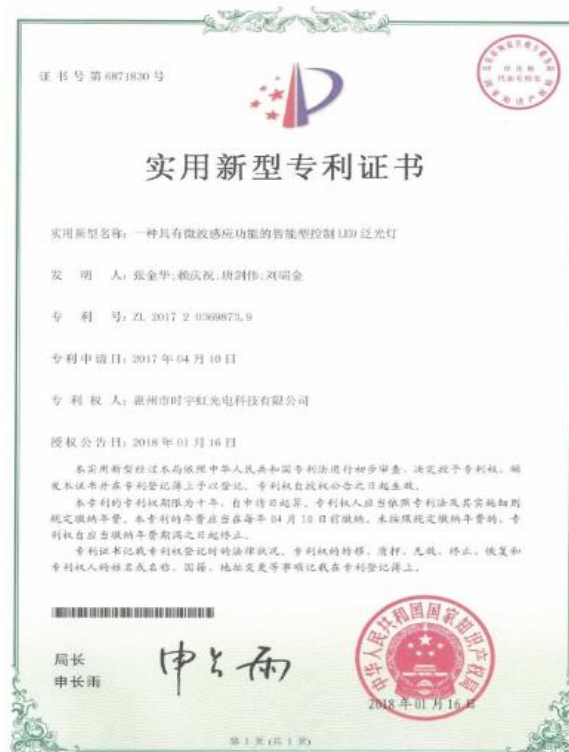 证书号第6871830号
实用新型专利证书
实用新型名称:一种具有微波感应功能的智能型控制LED泛光灯
发 明 人:张金华;赖庆祝;唐剑伟;刘瑞金
专 利 号:ZL 2017 2 0369873.9
专利申请日:2017年04月10日
专 利 权 人:惠州市时宇虹光电科技有限公司
授权公告日:2018年01月16日
本实用新型经过本局依照中华人民共和国专利法进行初步审查,决定授予专利权,颁
发本证书并在专利登记簿上予以登记。专利权自授权公告之日起生效。
本专利的专利权期限为十年,自申请日起算。专利权人应当依照专利法及其实施细则
规定缴纳年费。本专利的年费应当在每年04月10日前缴纳。未按照规定缴纳年费的,专
利权自应当缴纳年费期满之日起终止。
专利证书记载专利权登记时的法律状况。专利权的转移、质押、无效、终止、恢复和
专利权人的姓名或名称、国籍、地址变更等事项记载在专利登记簿上。
局长
申长雨
申长雨
中华人民共和国国家知识产权局
2018年01月16日
第1页(共1页)